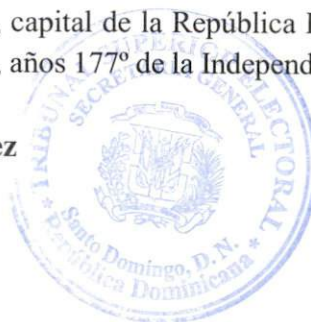 , capital de la República
, años 177º de la Independ
ez
TRIBUNAL SUPERIOR ELECTORAL
SECRETARÍA GENERAL
Santo Domingo, D. N.
República Dominicana